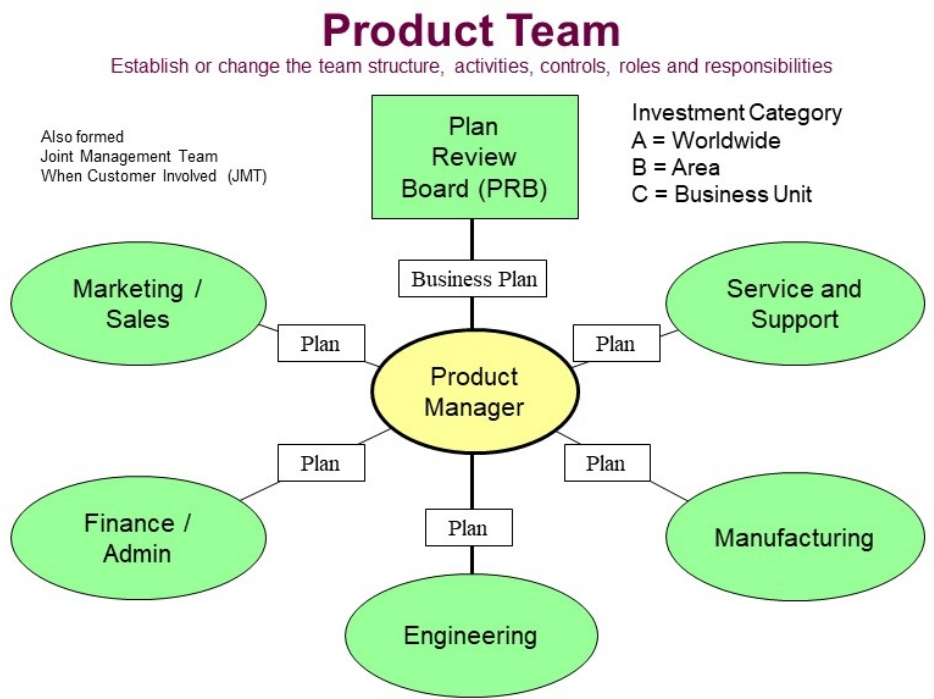 Product Team
Establish or change the team structure, activities, controls, roles and responsibilities
Also formed
Joint Management Team
When Customer Involved (JMT)
Plan
Review
Board (PRB)
Investment Category
A = Worldwide
B = Area
C = Business Unit
Business Plan
Marketing /
Sales
Plan
Service and
Support
Plan
Product
Manager
Plan
Finance /
Admin
Plan
Manufacturing
Plan
Engineering